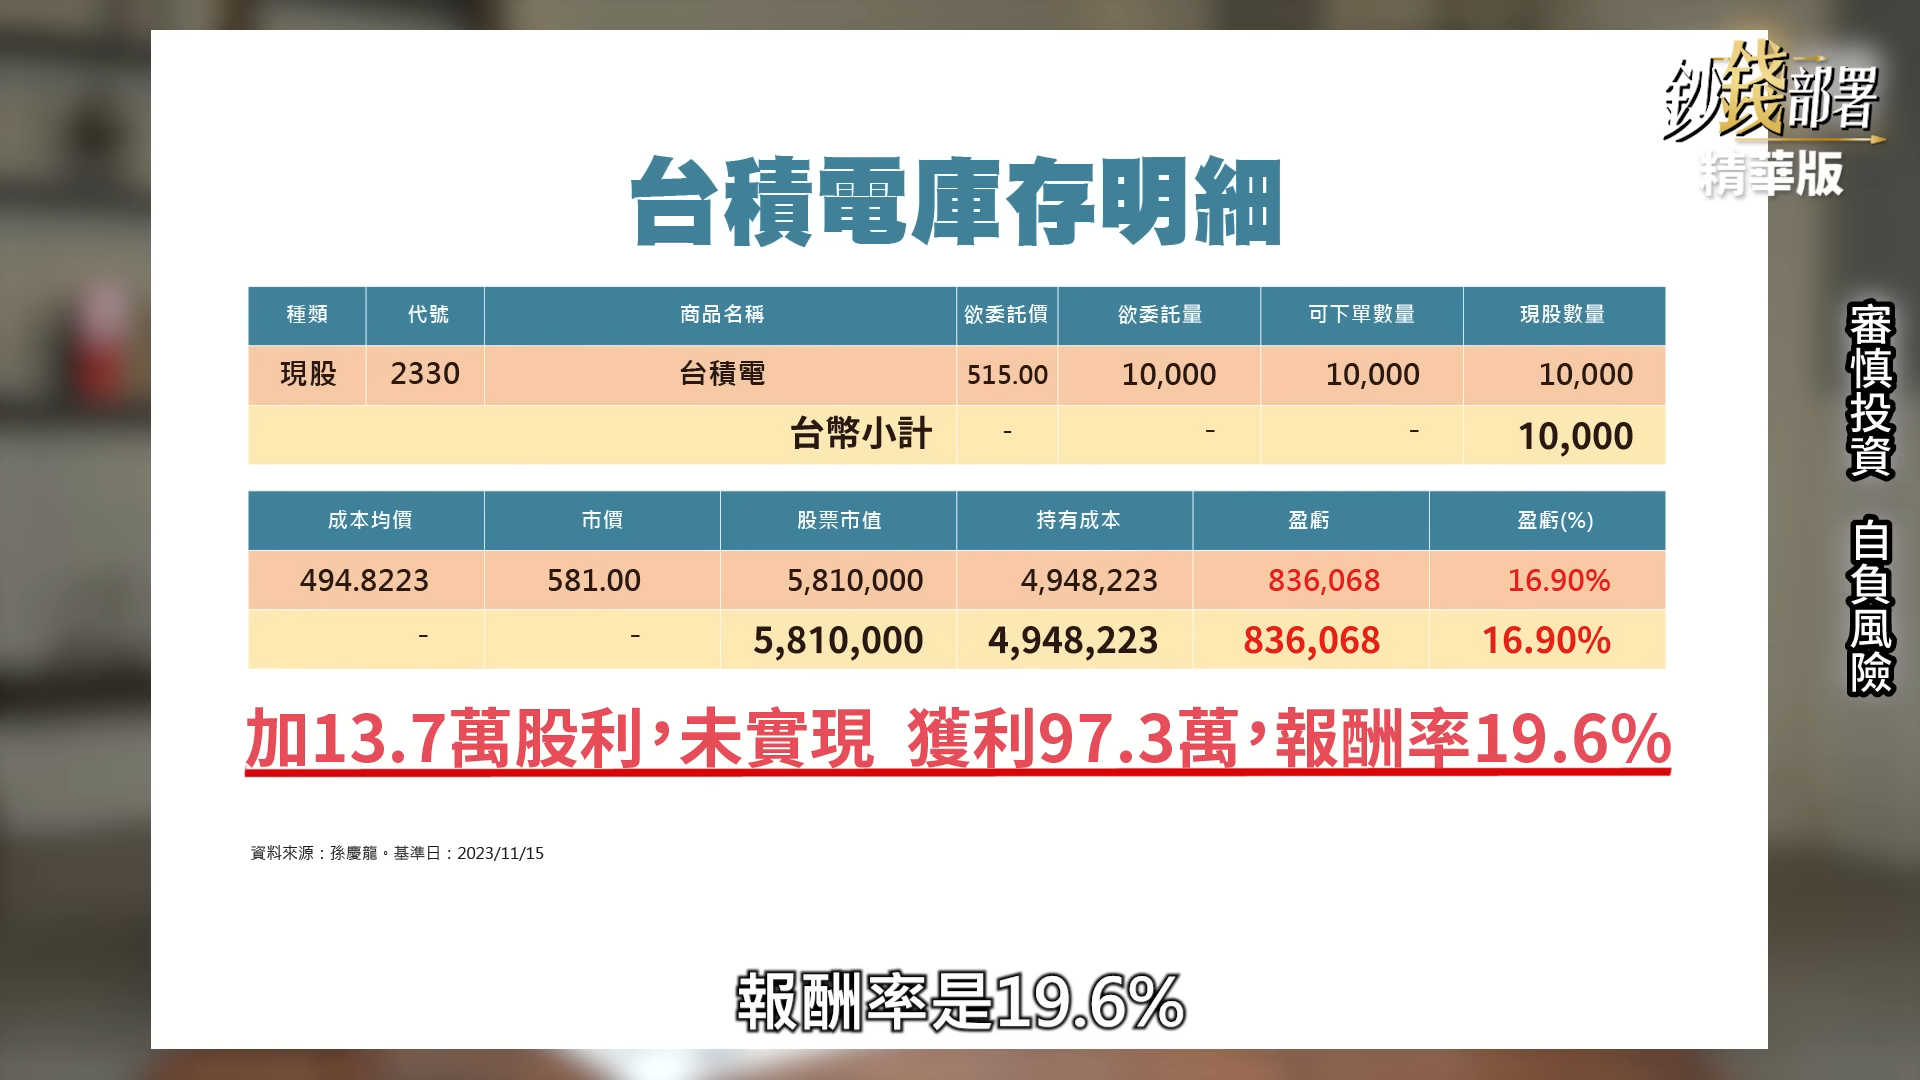 鈔錢部署
精華版
台積電庫存明細
種類 代號 商品名稱 欲委託價 欲委託量 可下單數量 現股數量
現股 2330 台積電 515.00 10,000 10,000 10,000
台幣小計 - - - 10,000
成本均價 市價 股票市值 持有成本 盈虧 盈虧(%)
494.8223 581.00 5,810,000 4,948,223 836,068 16.90%
- - 5,810,000 4,948,223 836,068 16.90%
加13.7萬股利，未實現 獲利97.3萬，報酬率19.6%
資料來源：孫慶龍。基準日：2023/11/15
報酬率是19.6%
審慎投資 自負風險